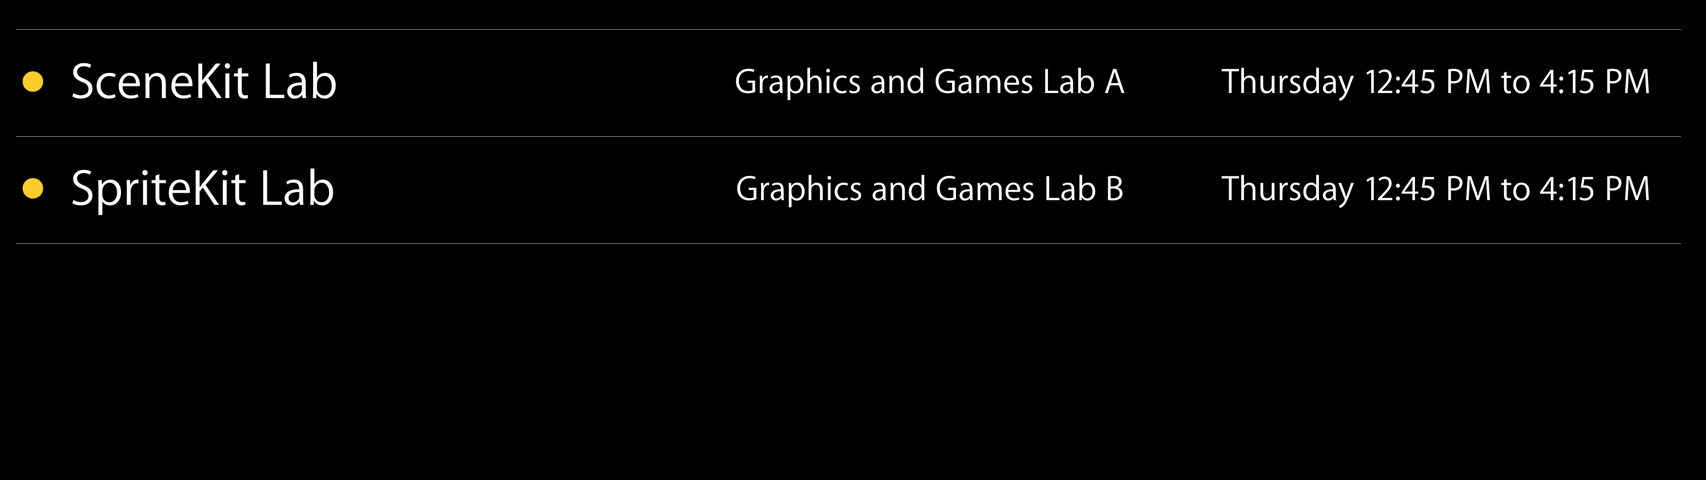 SceneKit Lab Graphics and Games Lab A Thursday 12:45 PM to 4:15 PM
SpriteKit Lab Graphics and Games Lab B Thursday 12:45 PM to 4:15 PM